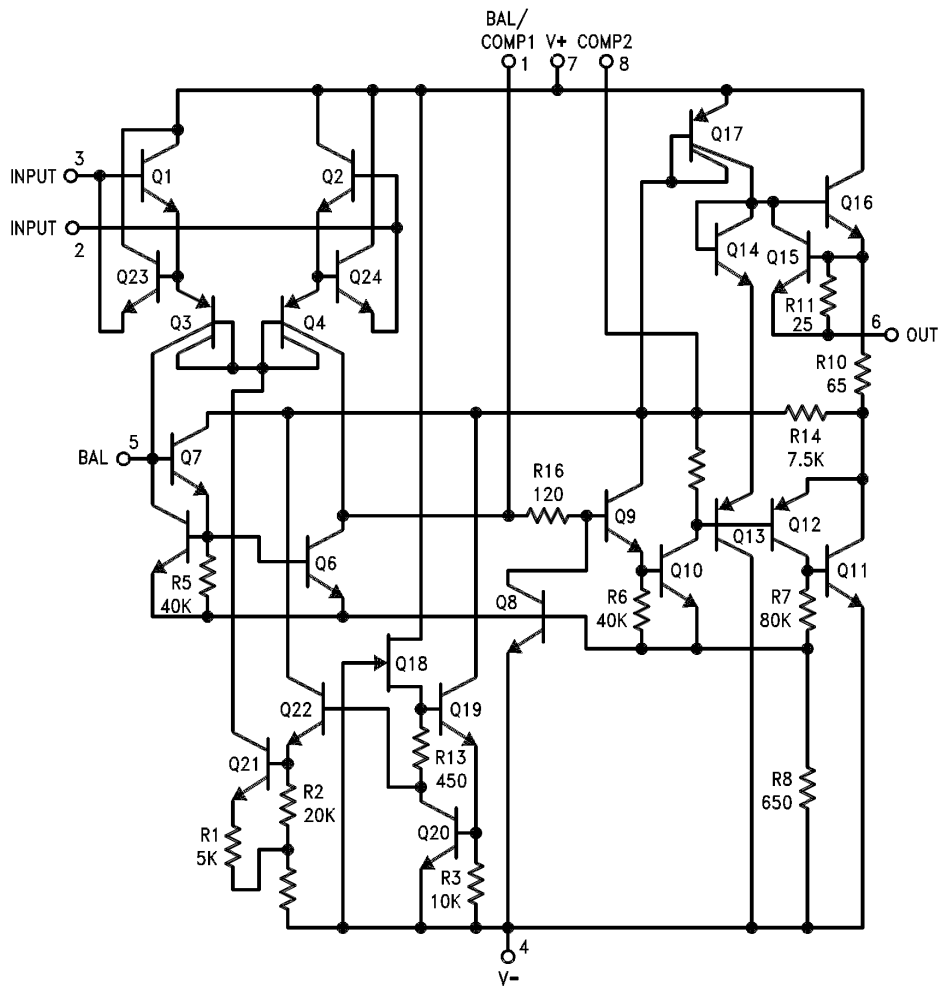 BAL/
COMP1 V+ COMP2
1 7 8
Q17
3
INPUT Q1 Q2
Q16
INPUT
2
Q14 Q15
Q23 Q24
R11
25
6
OUT
Q3 Q4
R10
65
5
BAL
Q7
R14
7.5K
R16
120
Q9
Q13 Q12
Q6
Q10 Q11
R5
40K
Q8
R6
40K
R7
80K
Q18
Q22 Q19
Q21
R13
450
R8
650
R2
20K
R1
5K
Q20
R3
10K
4
V-